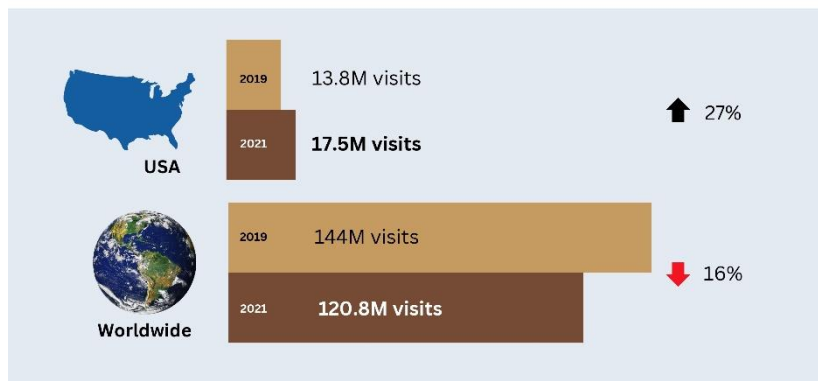 2019
13.8M visits
27%
2021
17.5M visits
USA
2019
144M visits
16%
2021
120.8M visits
Worldwide